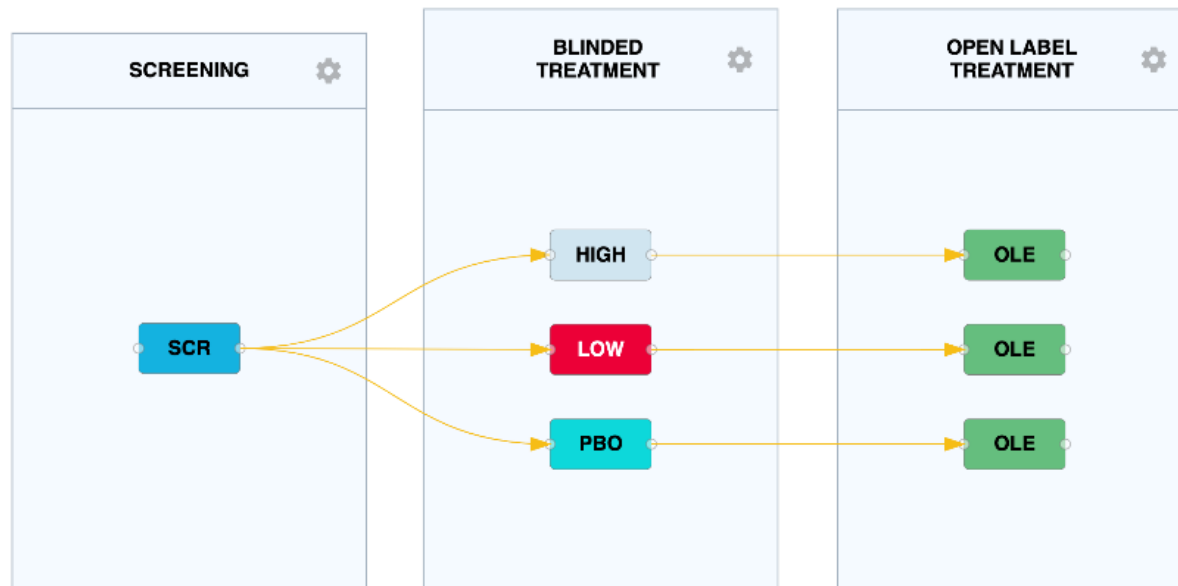 SCREENING
BLINDED
TREATMENT
OPEN LABEL
TREATMENT
HIGH
OLE
SCR
LOW
OLE
PBO
OLE